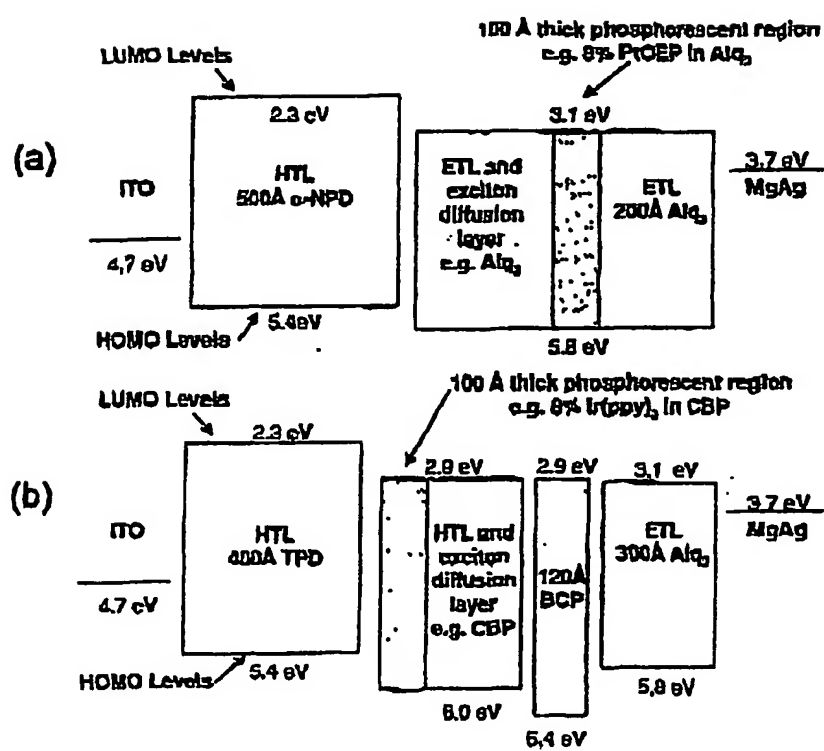 100 Å thick phosphorescent region
e.g. 8% PtOEP in Alq₃
LUMO Levels
2.3 eV
3.1 eV
(a)
ITO
4.7 eV
HTL
500Å α-NPD
ETL and
exciton
diffusion
layer
e.g. Alq₃
ETL
200Å Alq₃
3.7 eV
MgAg
5.4eV
HOMO Levels
5.8 eV
100 Å thick phosphorescent region
e.g. 8% Ir(ppy)₃ in CBP
LUMO Levels
2.3 eV
2.8 eV
2.9 eV
3.1 eV
(b)
ITO
4.7 eV
HTL
400Å TPD
HTL and
exciton
diffusion
layer
e.g. CBP
120Å
BCP
ETL
300Å Alq₃
3.7 eV
MgAg
HOMO Levels
5.4 eV
6.0 eV
6,4 eV
5.8 eV